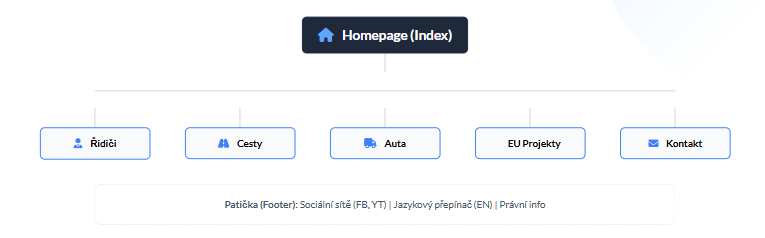 Homepage (Index)
Řidiči
Cesty
Auta
EU Projekty
Kontakt
Patička (Footer): Sociální sítě (FB, YT) | Jazykový přepínač (EN) | Právní info